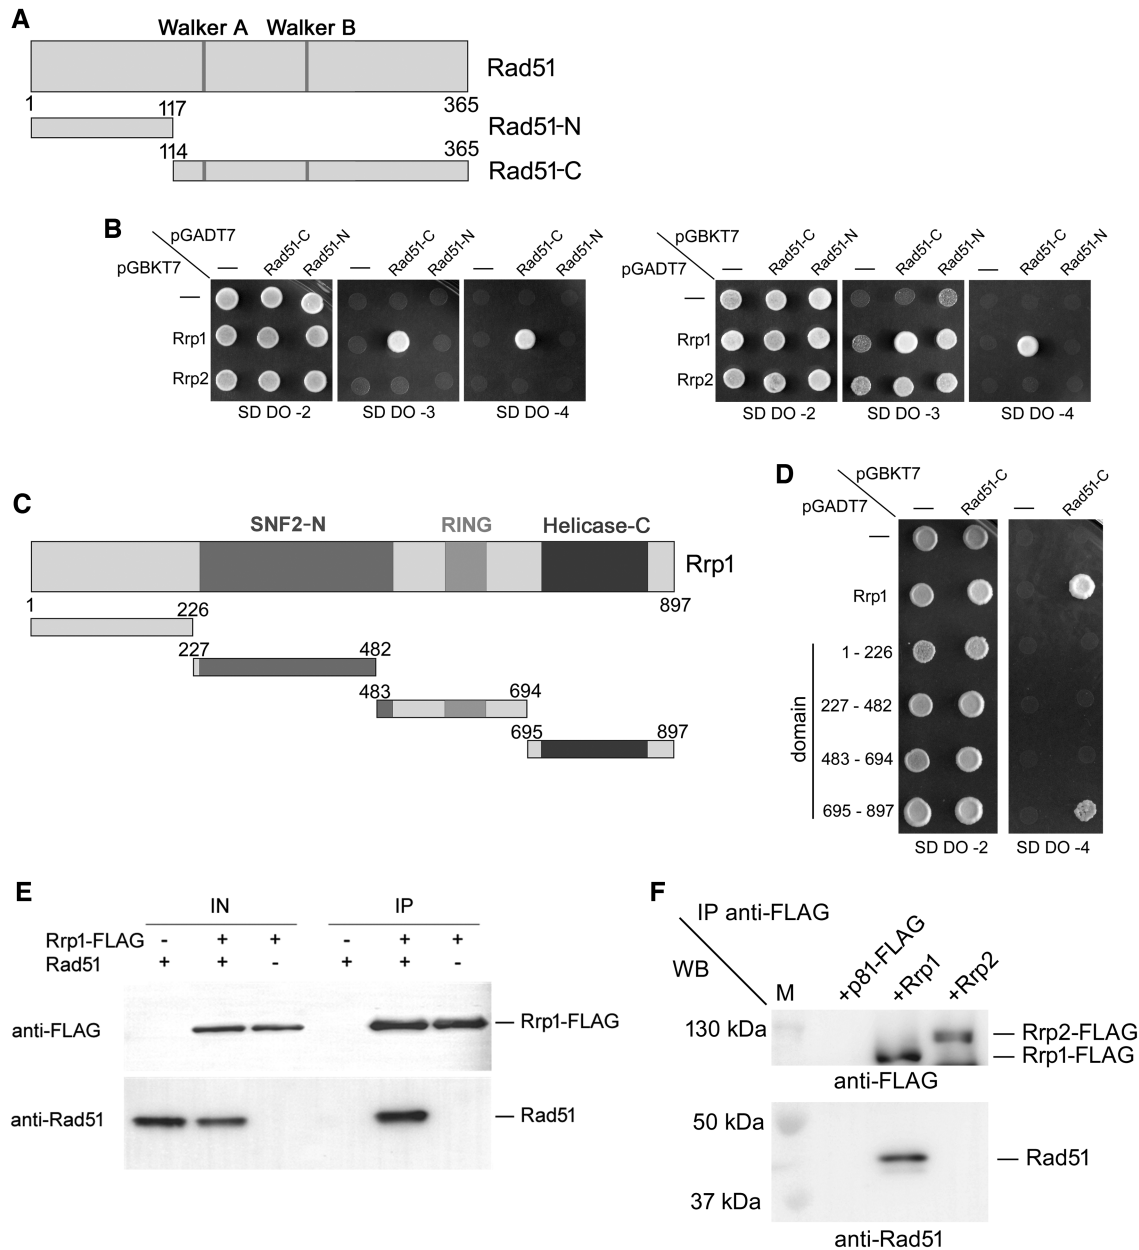 A
Walker A Walker B
Rad51
1 117 365
Rad51-N
114 365
Rad51-C
B
pGADT7
pGBKT7
— Rad51-C Rad51-N — Rad51-C Rad51-N — Rad51-C Rad51-N
—
Rrp1
Rrp2
SD DO -2 SD DO -3 SD DO -4
pGBKT7
pGADT7
— Rad51-C Rad51-N — Rad51-C Rad51-N — Rad51-C Rad51-N
—
Rrp1
Rrp2
SD DO -2 SD DO -3 SD DO -4
C
SNF2-N RING Helicase-C
Rrp1
1 226 897
227 482
483 694
695 897
D
pGBKT7
pGADT7
— Rad51-C — Rad51-C
—
Rrp1
domain
1 - 226
227 - 482
483 - 694
695 - 897
SD DO -2 SD DO -4
E
IN IP
Rrp1-FLAG - + + - + +
Rad51 + + - + + -
anti-FLAG Rrp1-FLAG
anti-Rad51 Rad51
F
IP anti-FLAG
WB
M +p81-FLAG +Rrp1 +Rrp2
130 kDa
Rrp2-FLAG
Rrp1-FLAG
anti-FLAG
50 kDa
Rad51
37 kDa
anti-Rad51